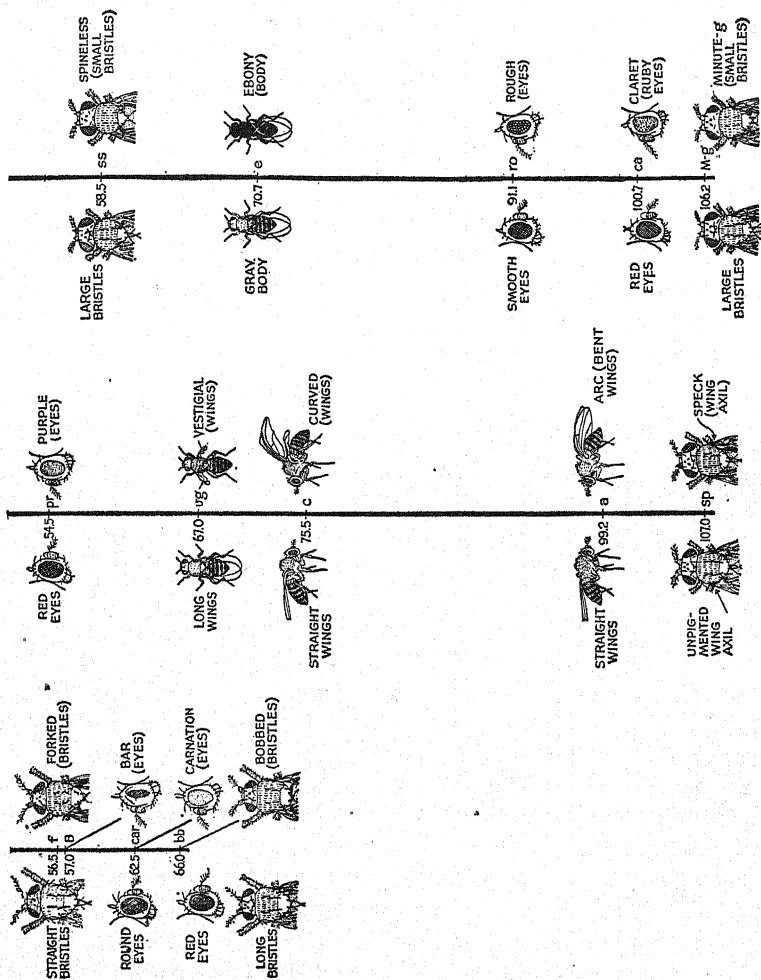 SPINELESS
(SMALL
BRISTLES)
58.5 ss
LARGE
BRISTLES
EBONY
(BODY)
70.7 e
GRAY
BODY
ROUGH
(EYES)
91.1 ro
SMOOTH
EYES
CLARET
(RUBY
EYES)
100.7 ca
RED
EYES
MINUTE-g
(SMALL
BRISTLES)
106.2 M-g
LARGE
BRISTLES
PURPLE
(EYES)
54.5 pr
RED
EYES
VESTIGIAL
(WINGS)
67.0 vg
LONG
WINGS
CURVED
(WINGS)
75.5 c
STRAIGHT
WINGS
ARC (BENT
WINGS)
99.2 a
STRAIGHT
WINGS
SPECK
(WING
AXIL)
107.0 sp
UNPIG-
MENTED
WING
AXIL
FORKED
(BRISTLES)
56.5 f
57.0 B
STRAIGHT
BRISTLES
BAR
(EYES)
62.5 car
ROUND
EYES
CARNATION
(EYES)
66.0 bb
RED
EYES
BOBBED
(BRISTLES)
LONG
BRISTLES